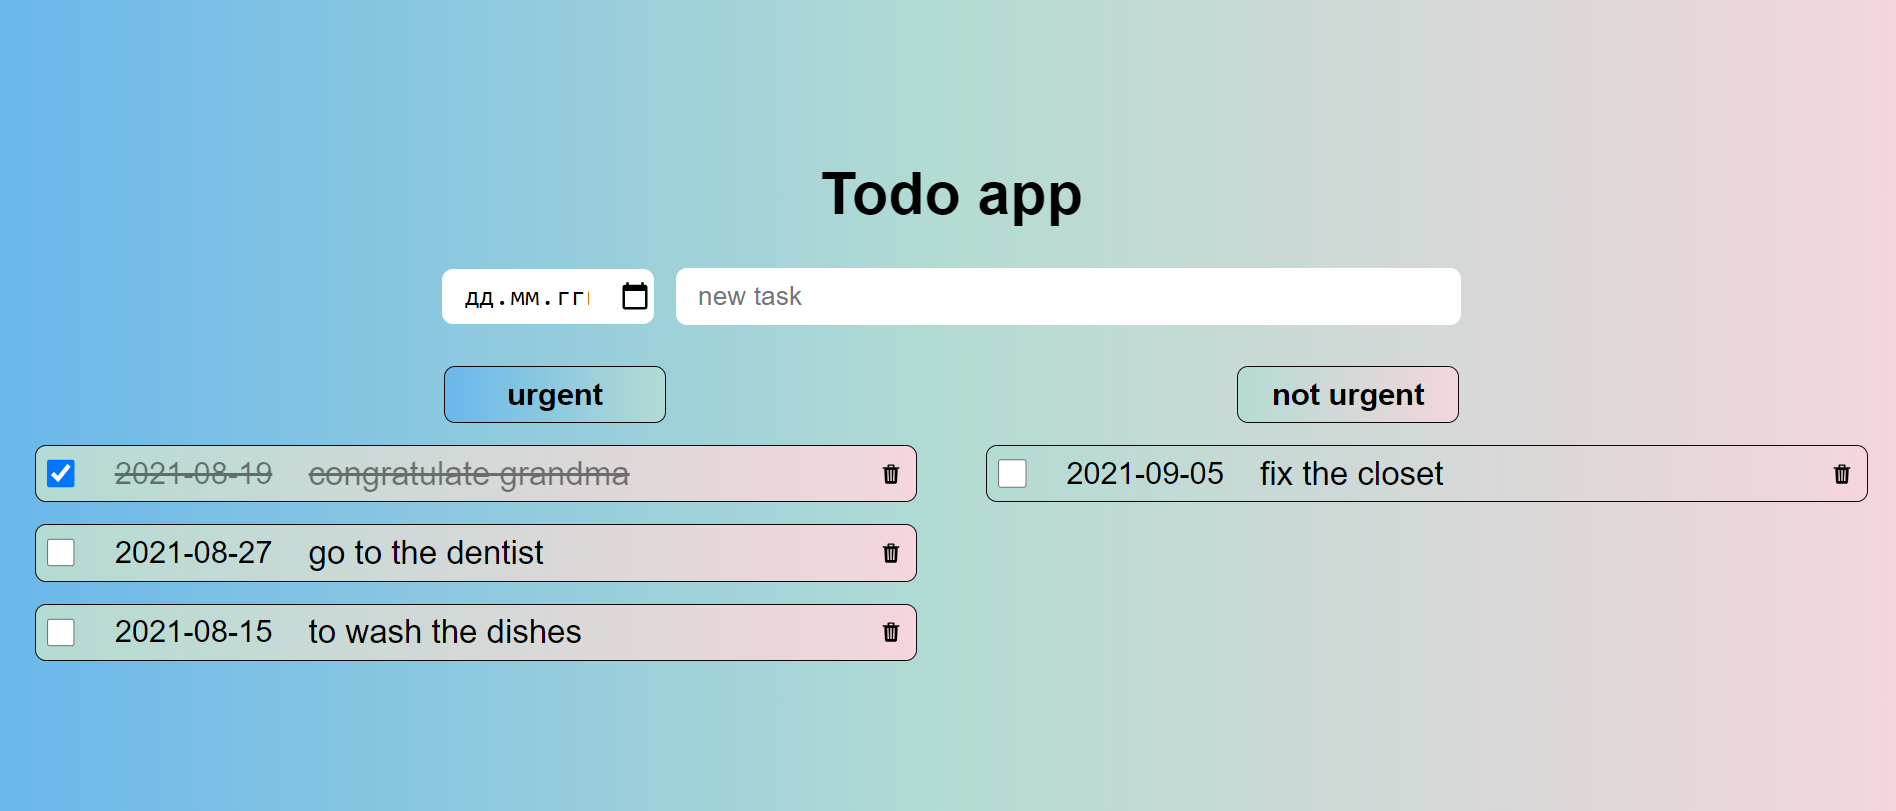 Todo app
дд.мм.гг
new task
urgent
not urgent
2021-08-19 congratulate grandma
2021-08-27 go to the dentist
2021-08-15 to wash the dishes
2021-09-05 fix the closet